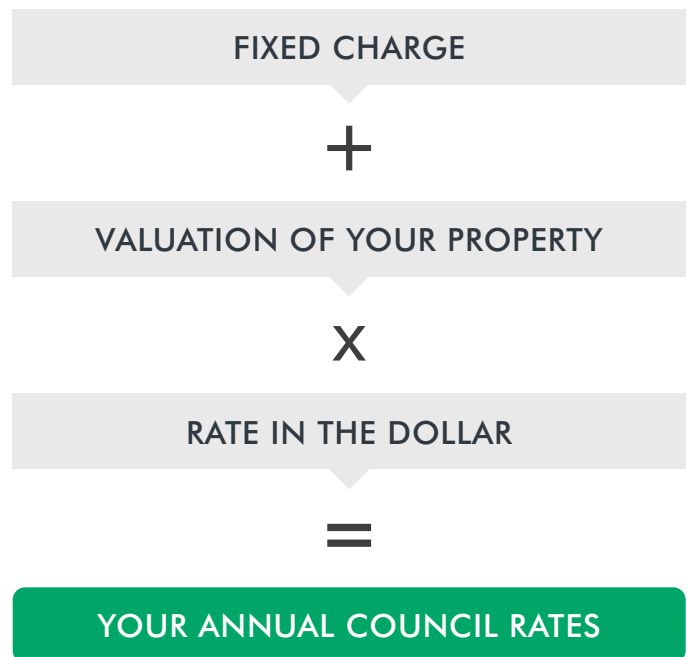 FIXED CHARGE
+
VALUATION OF YOUR PROPERTY
x
RATE IN THE DOLLAR
=
YOUR ANNUAL COUNCIL RATES